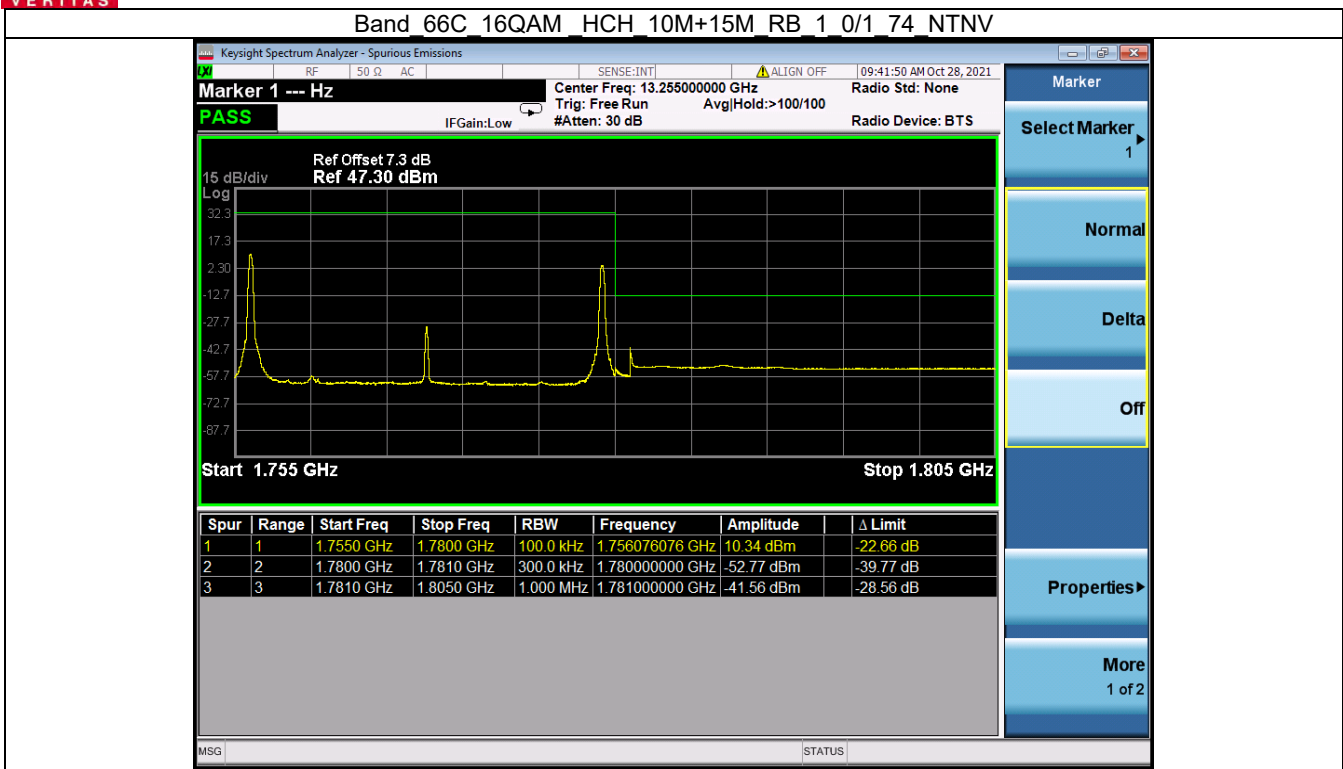 VERITAS
Band_66C_16QAM _HCH_10M+15M_RB_1_0/1_74_NTNV
Keysight Spectrum Analyzer - Spurious Emissions
LXI RF 50 Ω AC SENSE:INT ALIGN OFF 09:41:50 AM Oct 28, 2021
Marker 1 --- Hz
Center Freq: 13.255000000 GHz Radio Std: None
Trig: Free Run Avg|Hold:>100/100
PASS IFGain:Low #Atten: 30 dB Radio Device: BTS
Ref Offset 7.3 dB
15 dB/div Ref 47.30 dBm
Log
32.3
17.3
2.30
-12.7
-27.7
-42.7
-57.7
-72.7
-87.7
Start 1.755 GHz Stop 1.805 GHz
Spur Range Start Freq Stop Freq RBW Frequency Amplitude Δ Limit
1 1 1.7550 GHz 1.7800 GHz 100.0 kHz 1.756076076 GHz 10.34 dBm -22.66 dB
2 2 1.7800 GHz 1.7810 GHz 300.0 kHz 1.780000000 GHz -52.77 dBm -39.77 dB
3 3 1.7810 GHz 1.8050 GHz 1.000 MHz 1.781000000 GHz -41.56 dBm -28.56 dB
MSG STATUS
Marker
Select Marker
1
Normal
Delta
Off
Properties
More
1 of 2